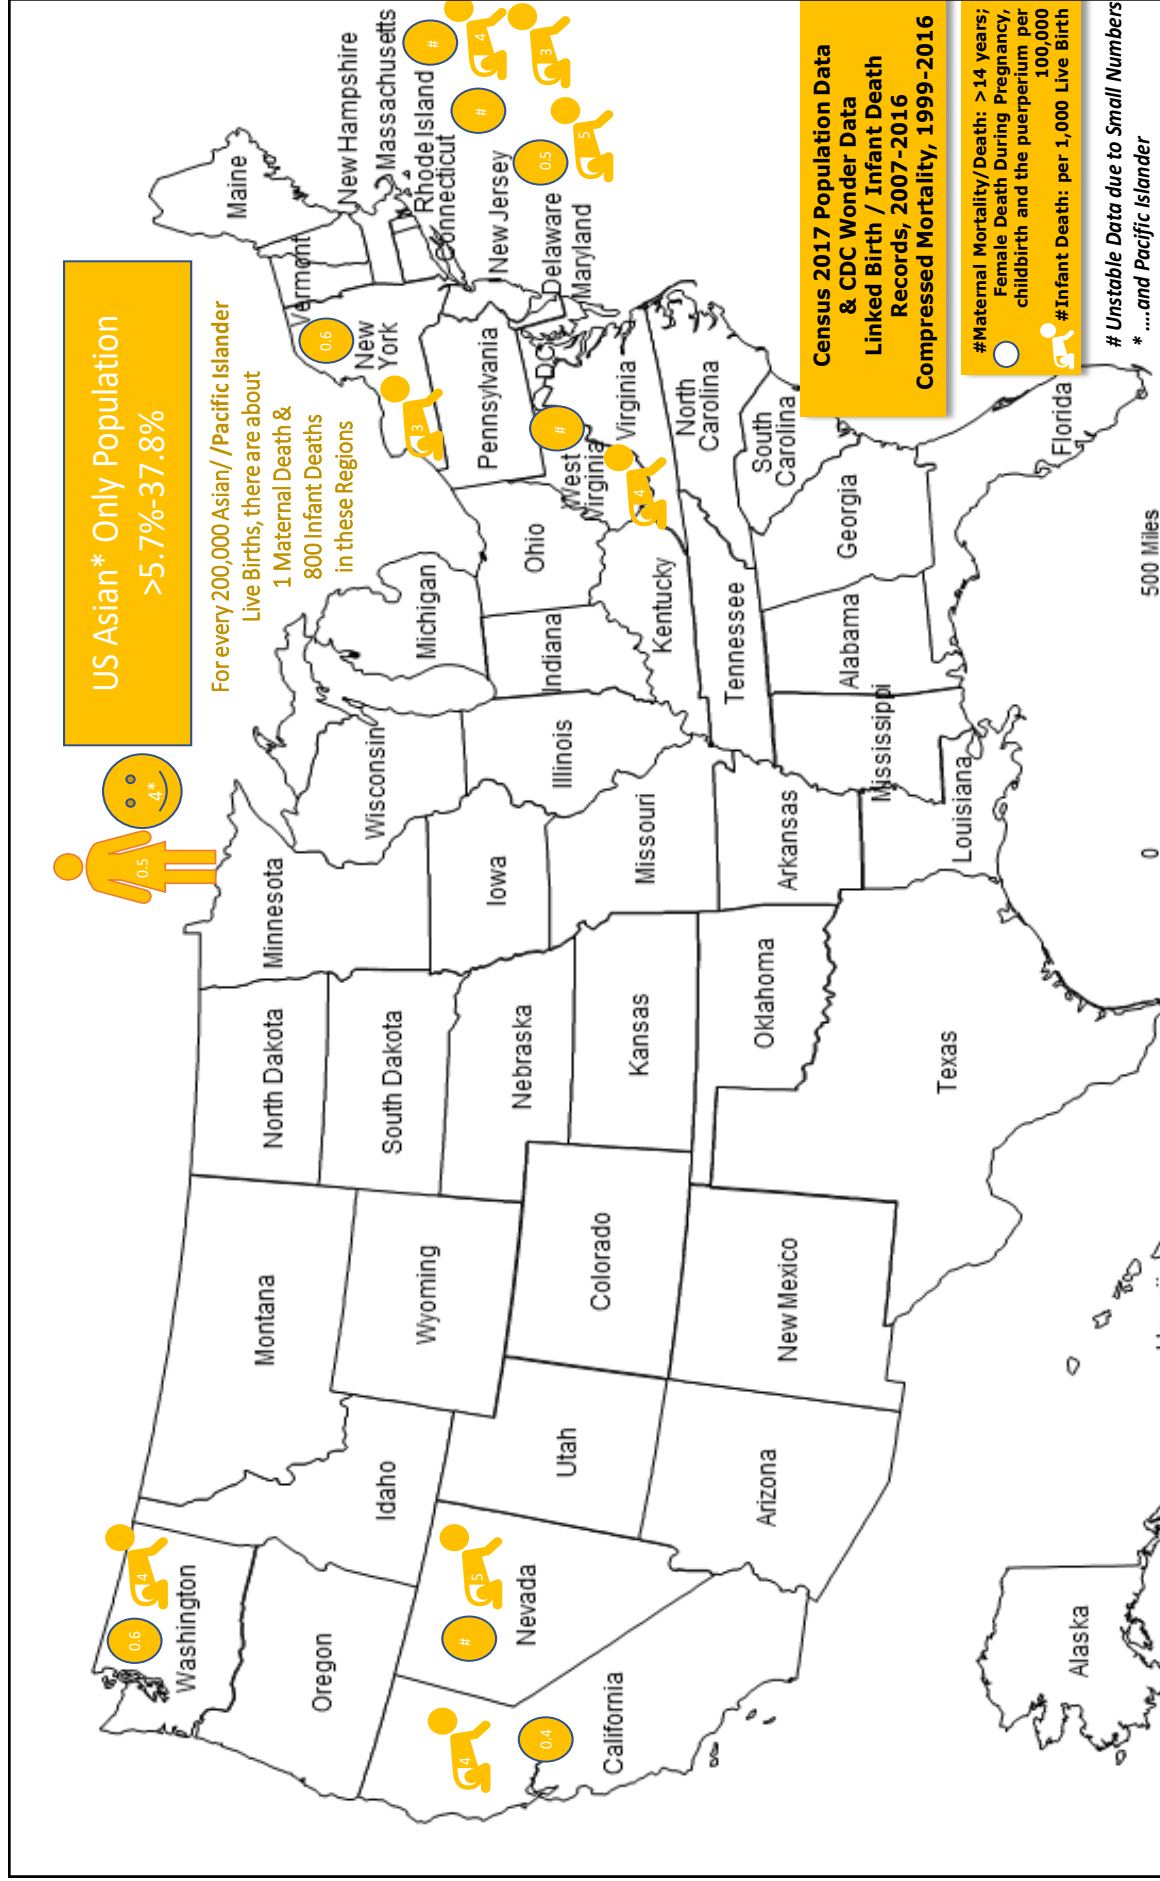 US Asian* Only Population
>5.7%-37.8%
0.5
4*
For every 200,000 Asian/ /Pacific Islander
Live Births, there are about
1 Maternal Death &
800 Infant Deaths
in these Regions
Washington
0.6
4
Oregon
California
4
0.4
Nevada
#
5
Idaho
Montana
Wyoming
Utah
Arizona
Colorado
New Mexico
North Dakota
South Dakota
Nebraska
Kansas
Oklahoma
Texas
Minnesota
Iowa
Missouri
Arkansas
Louisiana
Wisconsin
Illinois
Mississippi
Michigan
Indiana
Ohio
Kentucky
Tennessee
Alabama
Georgia
Florida
South
Carolina
North
Carolina
Virginia
West
Virginia
4
#
D.C.
Pennsylvania
New
York
0.6
3
Vermont
Maine
New Hampshire
Massachusetts
Rhode Island
Connecticut
New Jersey
Delaware
Maryland
#
4
#
3
0.5
5
Alaska
0
500 Miles
Census 2017 Population Data
& CDC Wonder Data
Linked Birth / Infant Death
Records, 2007-2016
Compressed Mortality, 1999-2016
#Maternal Mortality/Death: >14 years;
Female Death During Pregnancy,
childbirth and the puerperium per
100,000
#Infant Death: per 1,000 Live Birth
# Unstable Data due to Small Numbers
* ....and Pacific Islander